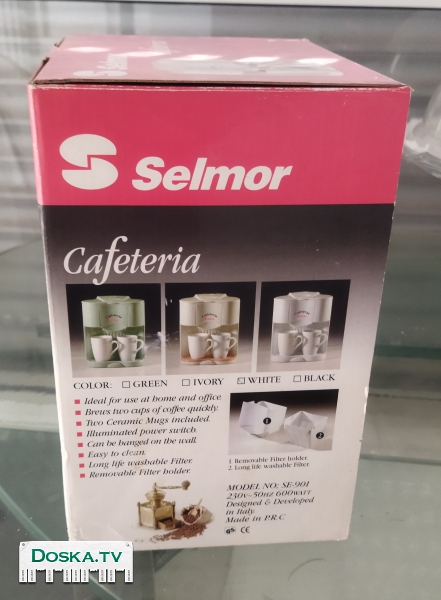 Selmor
Cafeteria
COLOR: GREEN IVORY WHITE BLACK
Ideal for use at home and office.
Brews two cups of coffee quickly.
Two Ceramic Mugs included.
Illuminated power switch.
Can be hanged on the wall.
Easy to clean.
Long life washable Filter.
Removable Filter holder.
1
2
1. Removable Filter holder.
2. Long life washable Filter.
MODEL NO; SE-901
230V-50HZ 600WATT
Designed & Developed in
Italy.
Made in P.R.C
GS CE
DOSKA.TV